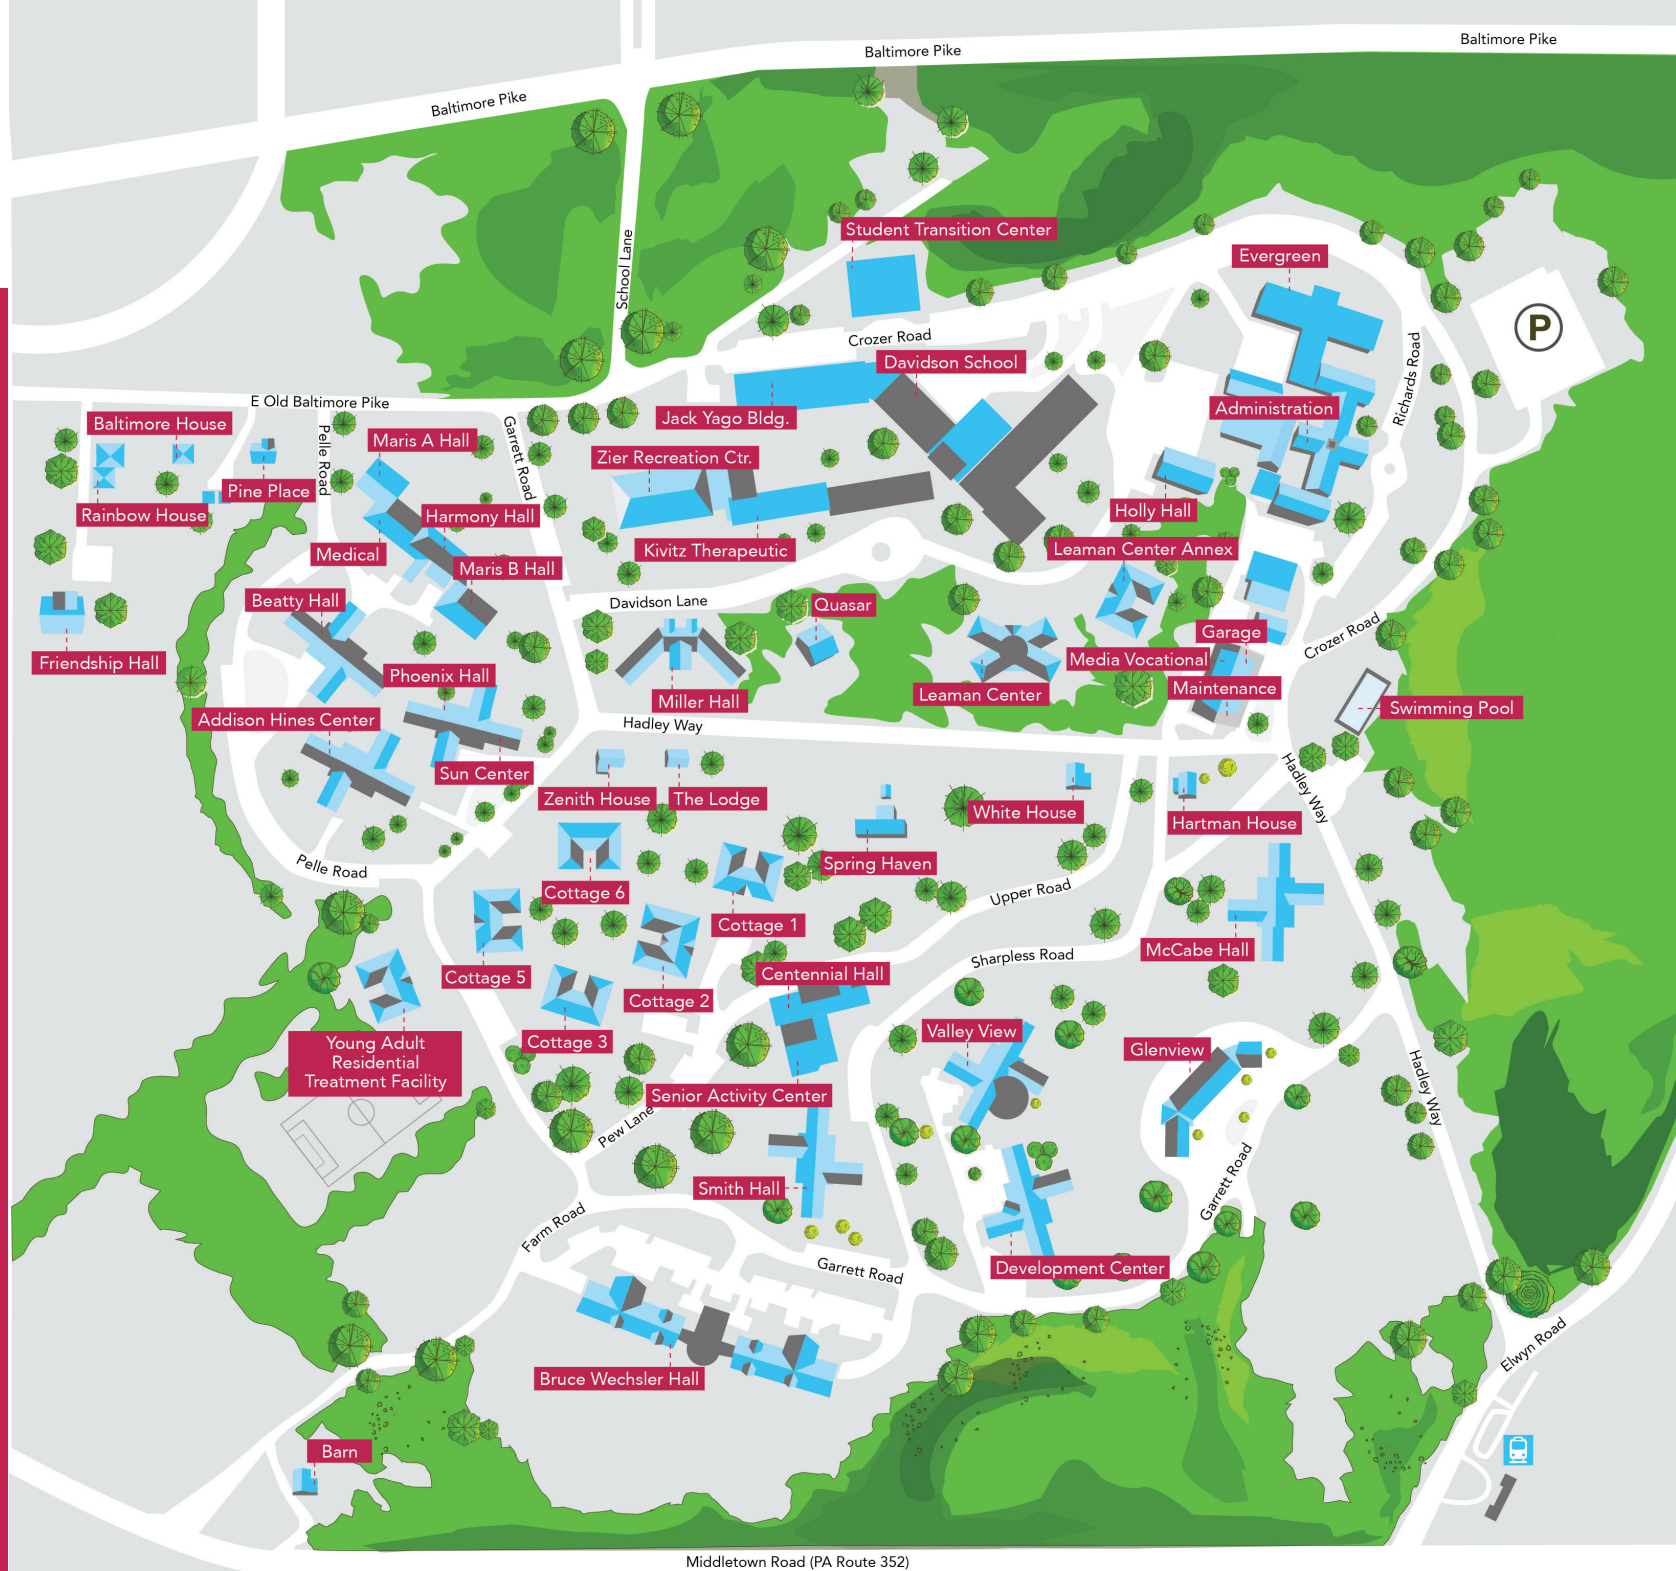 Baltimore Pike
Baltimore Pike
Baltimore Pike
School Lane
Student Transition Center
Evergreen
P
Crozer Road
Davidson School
Richards Road
E Old Baltimore Pike
Jack Yago Bldg.
Administration
Baltimore House
Pelle Road
Maris A Hall
Garrett Road
Zier Recreation Ctr.
Pine Place
Rainbow House
Harmony Hall
Holly Hall
Medical
Kivitz Therapeutic
Leaman Center Annex
Maris B Hall
Beatty Hall
Davidson Lane
Quasar
Garage
Crozer Road
Friendship Hall
Phoenix Hall
Media Vocational
Miller Hall
Leaman Center
Maintenance
Swimming Pool
Addison Hines Center
Hadley Way
Sun Center
Zenith House
The Lodge
Hadley Way
White House
Hartman House
Spring Haven
Pelle Road
Cottage 6
Upper Road
Cottage 1
McCabe Hall
Sharpless Road
Cottage 5
Centennial Hall
Cottage 2
Valley View
Young Adult
Residential
Treatment Facility
Cottage 3
Glenview
Hadley Way
Senior Activity Center
Pew Lane
Smith Hall
Garrett Road
Farm Road
Garrett Road
Development Center
Elwyn Road
Bruce Wechsler Hall
Barn
Middletown Road (PA Route 352)